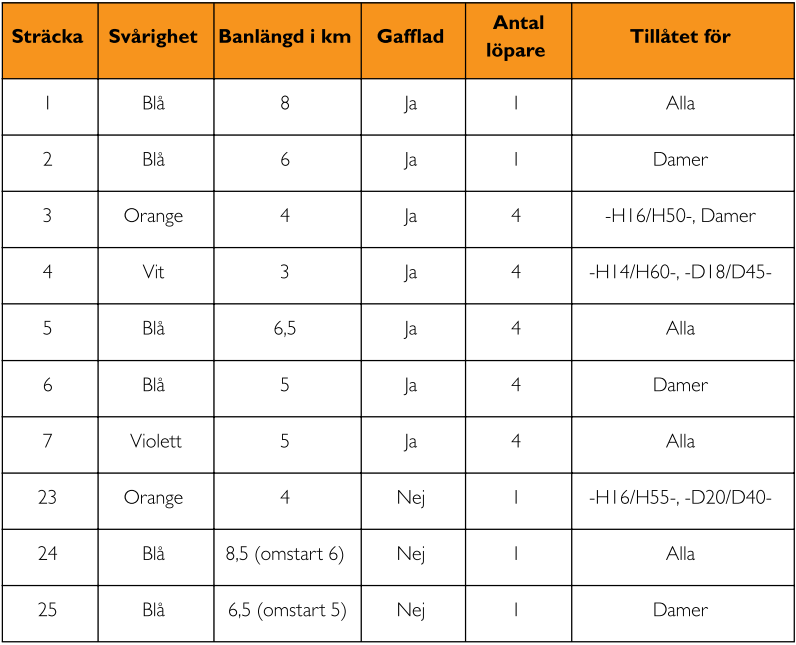 Sträcka Svårighet Banlängd i km Gafflad Antal löpare Tillåtet för
1 Blå 8 Ja 1 Alla
2 Blå 6 Ja 1 Damer
3 Orange 4 Ja 4 -H16/H50-, Damer
4 Vit 3 Ja 4 -H14/H60-, -D18/D45-
5 Blå 6,5 Ja 4 Alla
6 Blå 5 Ja 4 Damer
7 Violett 5 Ja 4 Alla
23 Orange 4 Nej 1 -H16/H55-, -D20/D40-
24 Blå 8,5 (omstart 6) Nej 1 Alla
25 Blå 6,5 (omstart 5) Nej 1 Damer